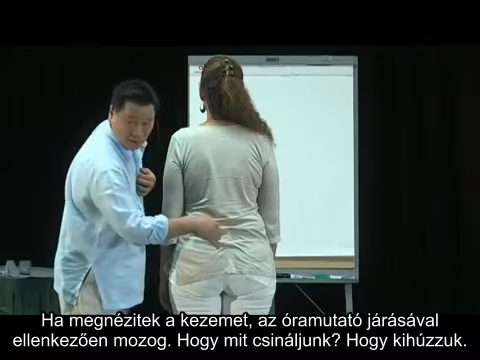 Ha megnézitek a kezemet, az óramutató járásával
ellenkezően mozog. Hogy mit csináljunk? Hogy kihúzzuk.